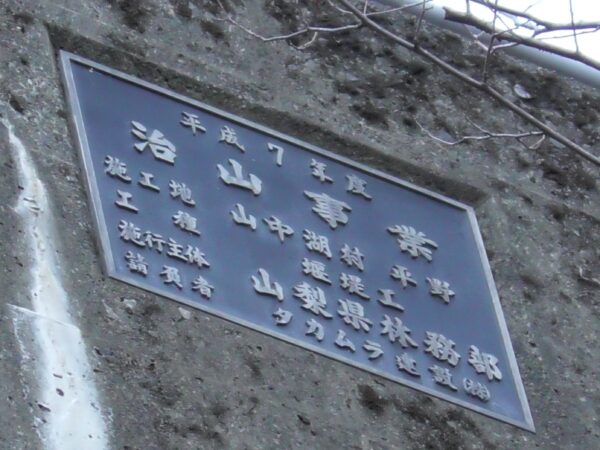 平成7年度
治山事業
施工地 山中湖村平野
工種 堰堤工
施行主体 山梨県林務部
請負者 タカムラ建設(株)